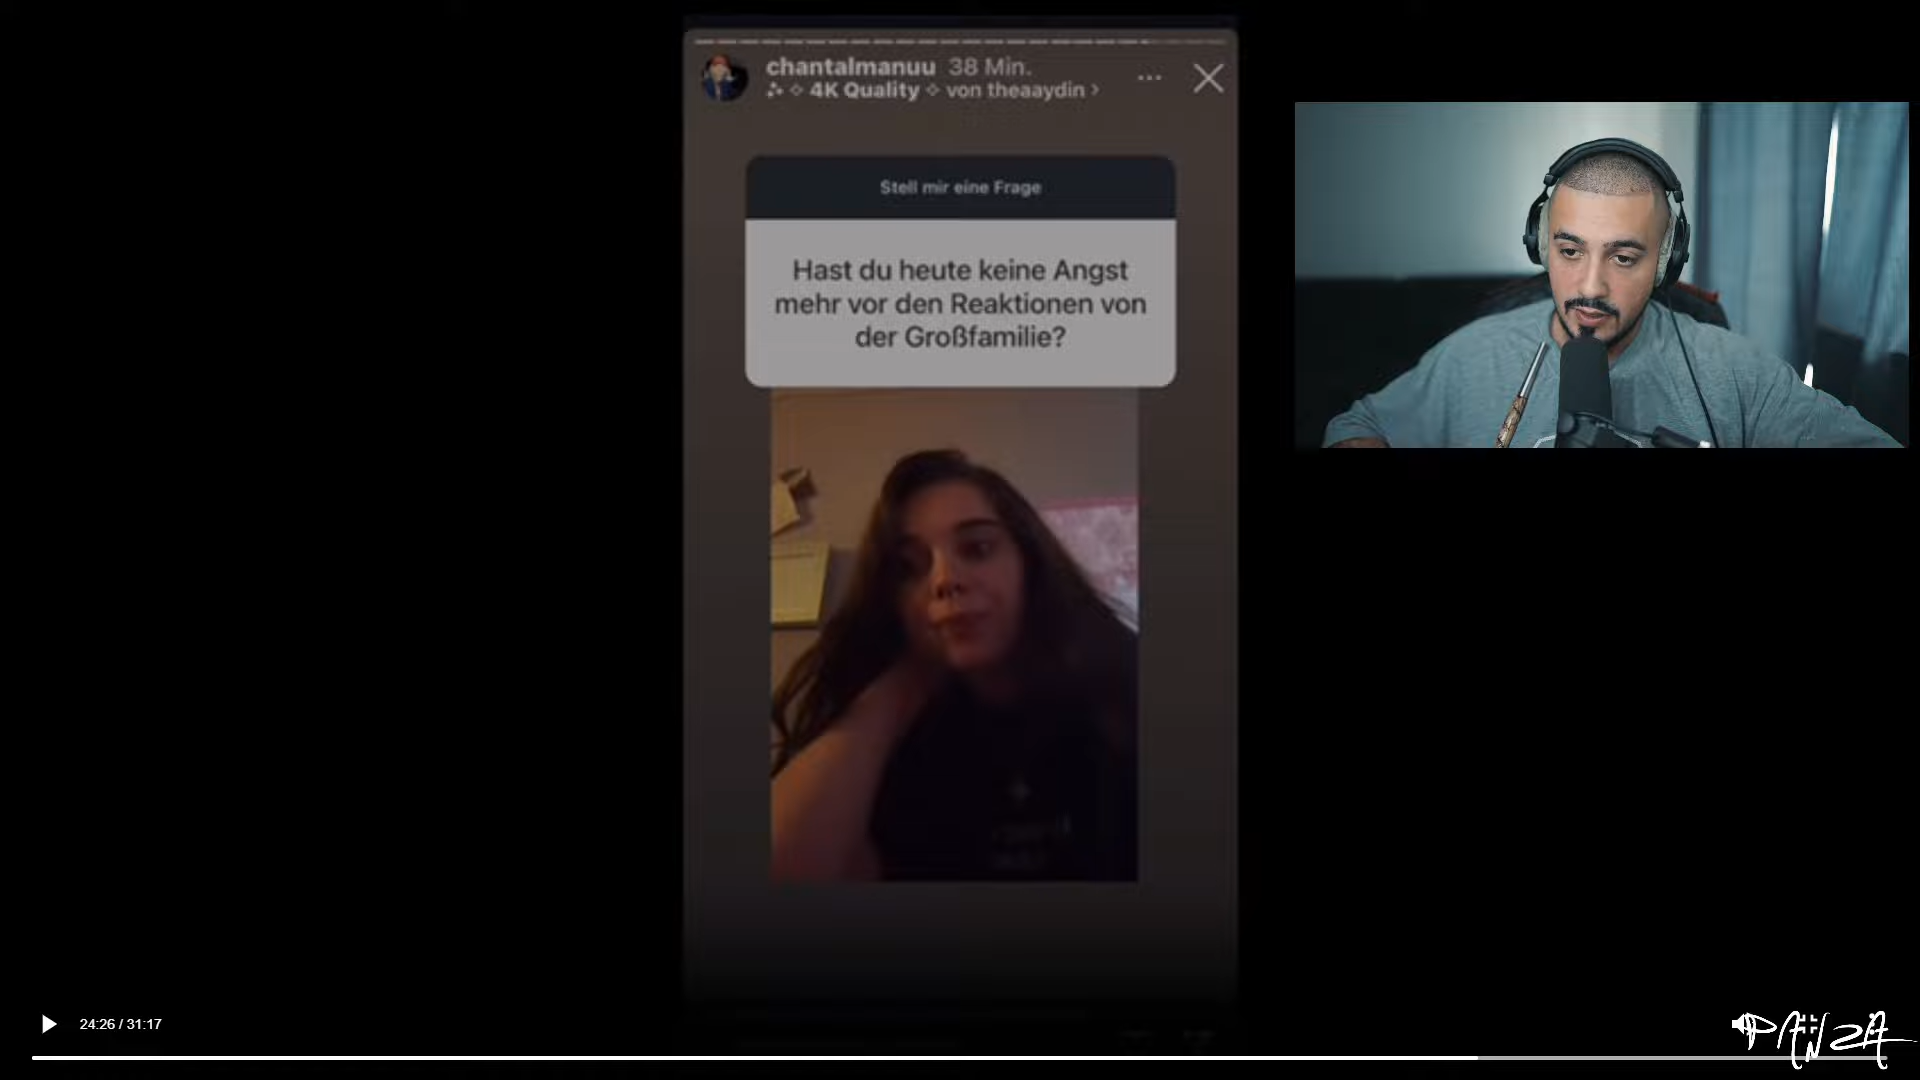 chantalmanuu 38 Min.
4K Quality von theaaydin
Stell mir eine Frage
Hast du heute keine Angst
mehr vor den Reaktionen von
der Großfamilie?
24:26 / 31:17
PANZA